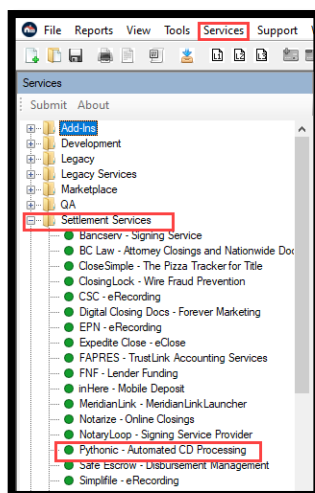 File Reports View Tools Services Support
L1 L2 L3
Services
Submit About
Add-Ins
Development
Legacy
Legacy Services
Marketplace
QA
Settlement Services
Bancserv - Signing Service
BC Law - Attorney Closings and Nationwide Doc
CloseSimple - The Pizza Tracker for Title
ClosingLock - Wire Fraud Prevention
CSC - eRecording
Digital Closing Docs - Forever Marketing
EPN - eRecording
Expedite Close - eClose
FAPRES - TrustLink Accounting Services
FNF - Lender Funding
inHere - Mobile Deposit
MeridianLink - MeridianLinkLauncher
Notarize - Online Closings
NotaryLoop - Signing Service Provider
Pythonic - Automated CD Processing
Safe Escrow - Disbursement Management
Simplifile - eRecording